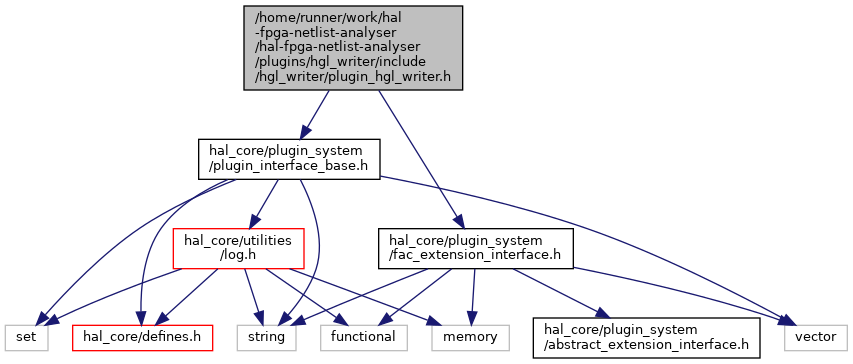 /home/runner/work/hal
-fpga-netlist-analyser
/hal-fpga-netlist-analyser
/plugins/hgl_writer/include
/hgl_writer/plugin_hgl_writer.h
hal_core/plugin_system
/plugin_interface_base.h
hal_core/utilities
/log.h
hal_core/plugin_system
/fac_extension_interface.h
set
hal_core/defines.h
string
functional
memory
hal_core/plugin_system
/abstract_extension_interface.h
vector